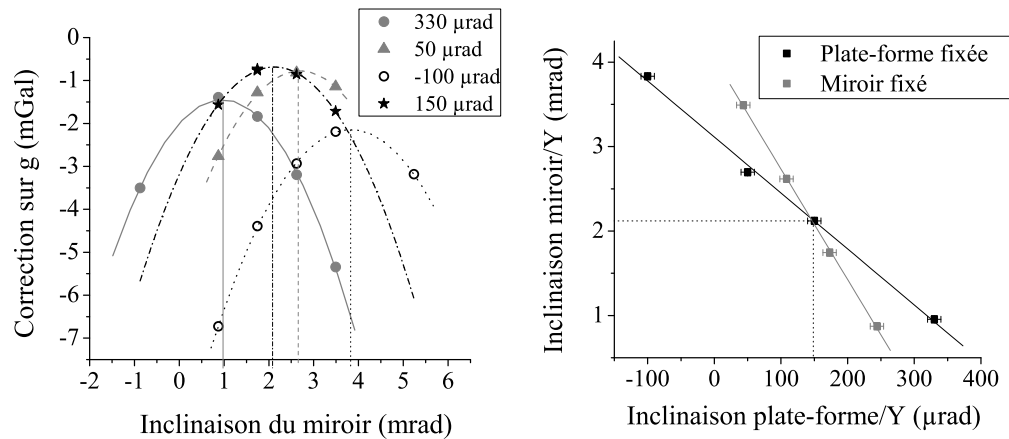 330 µrad
50 µrad
-100 µrad
150 µrad
0
-1
-2
-3
-4
-5
-6
-7
Correction sur g (mGal)
-2 -1 0 1 2 3 4 5 6
Inclinaison du miroir (mrad)
Plate-forme fixée
Miroir fixé
4
3
2
1
Inclinaison miroir/Y (mrad)
-100 0 100 200 300 400
Inclinaison plate-forme/Y (µrad)